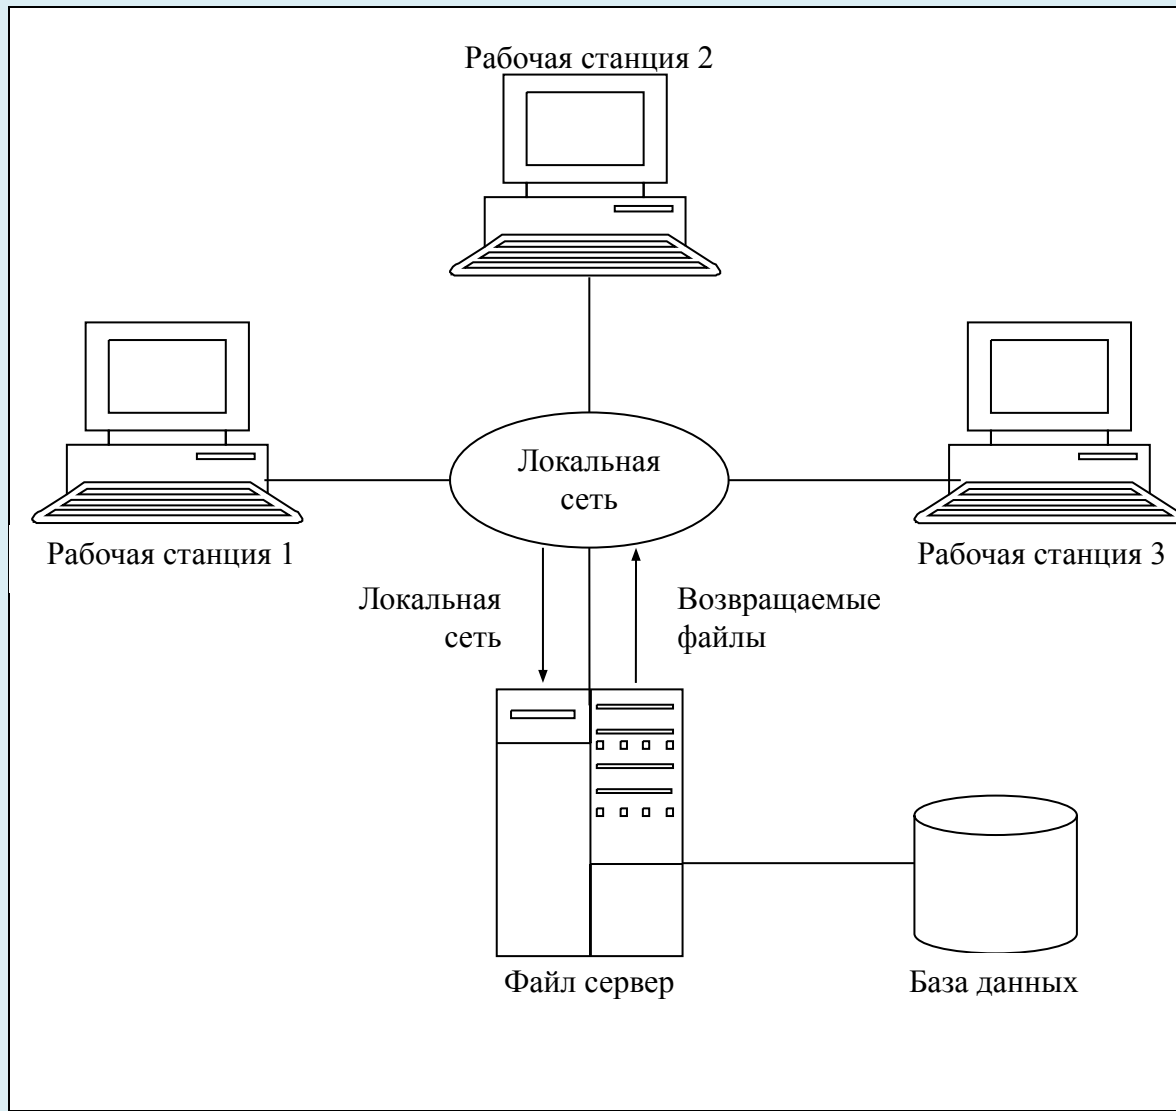 Рабочая станция 2
Локальная
сеть
Рабочая станция 1
Рабочая станция 3
Локальная
сеть
Возвращаемые
файлы
Файл сервер
База данных